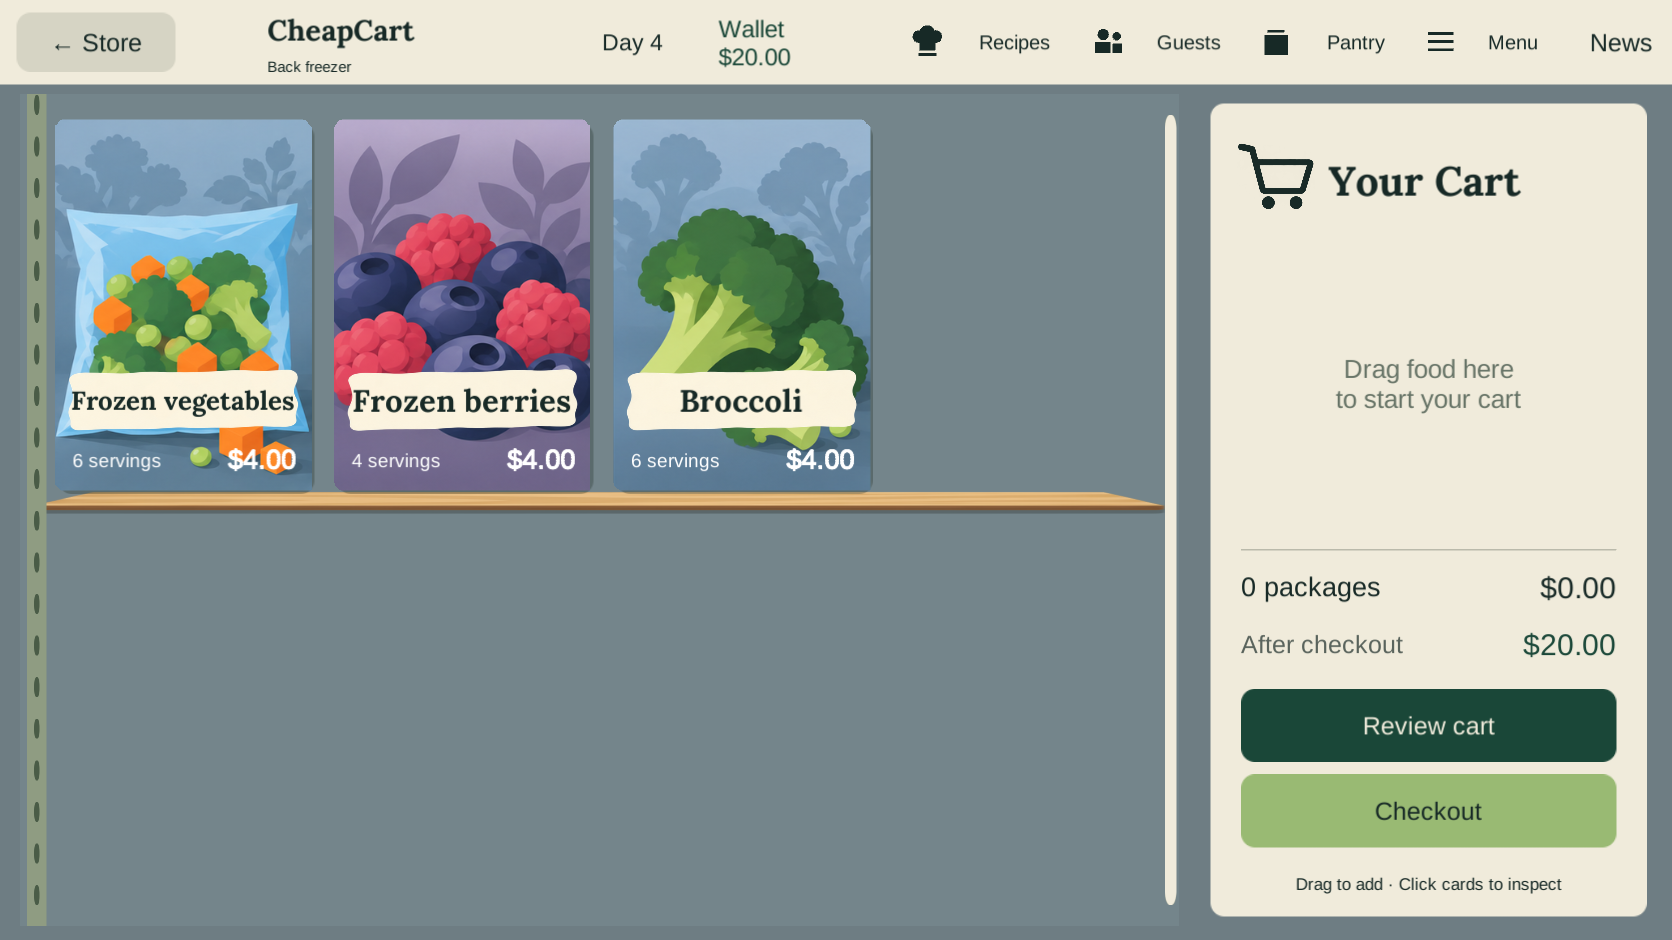 ← Store
CheapCart
Back freezer
Day 4
Wallet
$20.00
Recipes
Guests
Pantry
Menu
News
Frozen vegetables
6 servings
$4.00
Frozen berries
4 servings
$4.00
Broccoli
6 servings
$4.00
Your Cart
Drag food here
to start your cart
0 packages
$0.00
After checkout
$20.00
Review cart
Checkout
Drag to add · Click cards to inspect